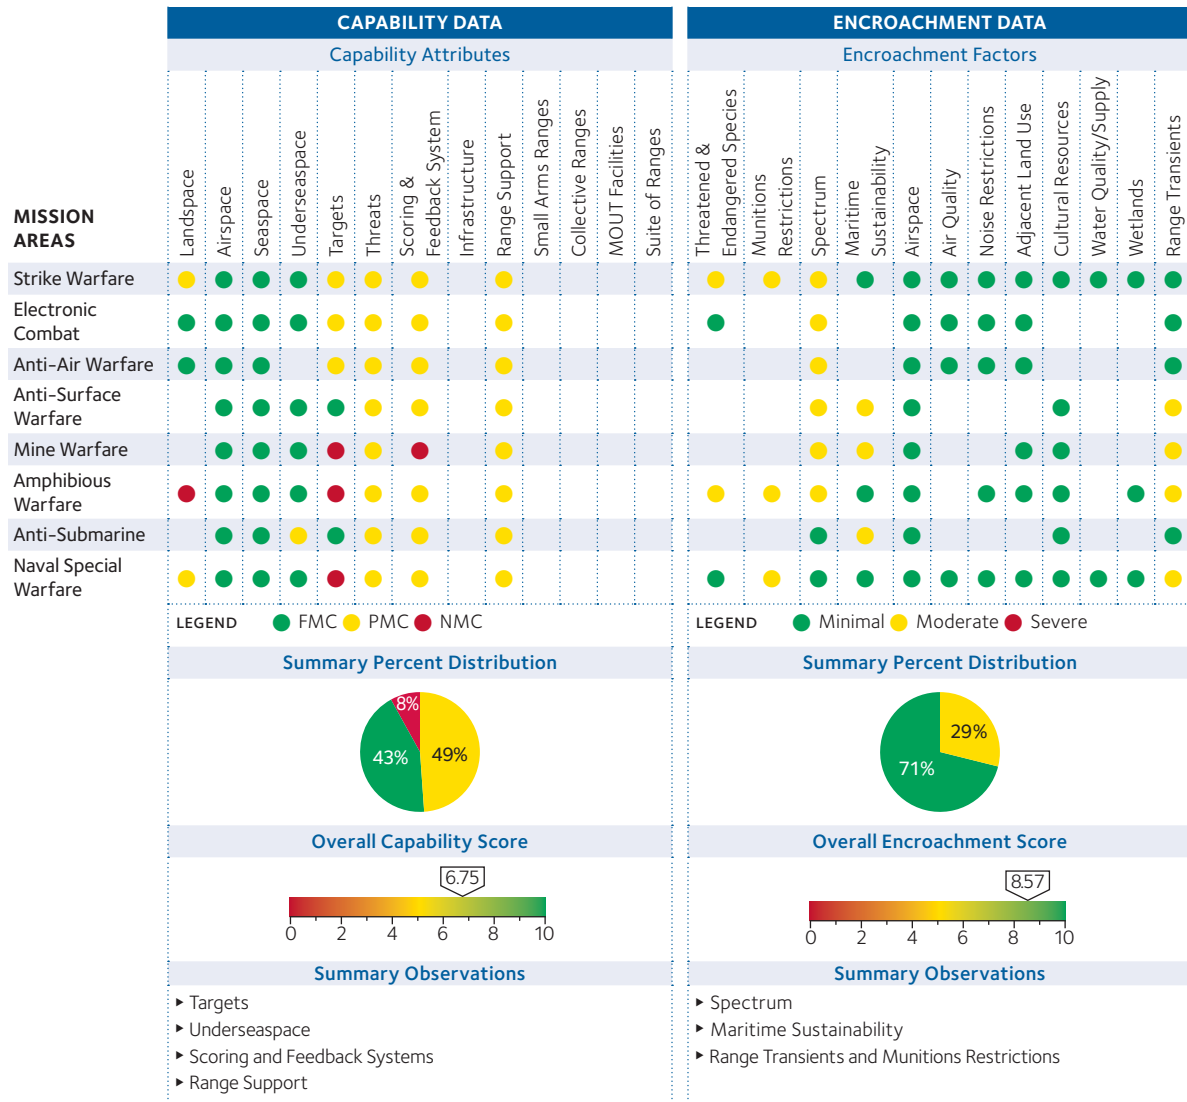 CAPABILITY DATA
Capability Attributes
ENCROACHMENT DATA
Encroachment Factors
MISSION
AREAS
Landspace
Airspace
Seaspace
Underseaspace
Targets
Threats
Scoring &
Feedback System
Infrastructure
Range Support
Small Arms Ranges
Collective Ranges
MOUT Facilities
Suite of Ranges
Threatened &
Endangered Species
Munitions
Restrictions
Spectrum
Maritime
Sustainability
Airspace
Air Quality
Noise Restrictions
Adjacent Land Use
Cultural Resources
Water Quality/Supply
Wetlands
Range Transients
Strike Warfare
Electronic
Combat
Anti-Air Warfare
Anti-Surface
Warfare
Mine Warfare
Amphibious
Warfare
Anti-Submarine
Naval Special
Warfare
LEGEND FMC PMC NMC
Summary Percent Distribution
8%
43%
49%
Overall Capability Score
6.75
0 2 4 6 8 10
Summary Observations
‣ Targets
‣ Underseaspace
‣ Scoring and Feedback Systems
‣ Range Support
LEGEND Minimal Moderate Severe
Summary Percent Distribution
29%
71%
Overall Encroachment Score
8.57
0 2 4 6 8 10
Summary Observations
‣ Spectrum
‣ Maritime Sustainability
‣ Range Transients and Munitions Restrictions